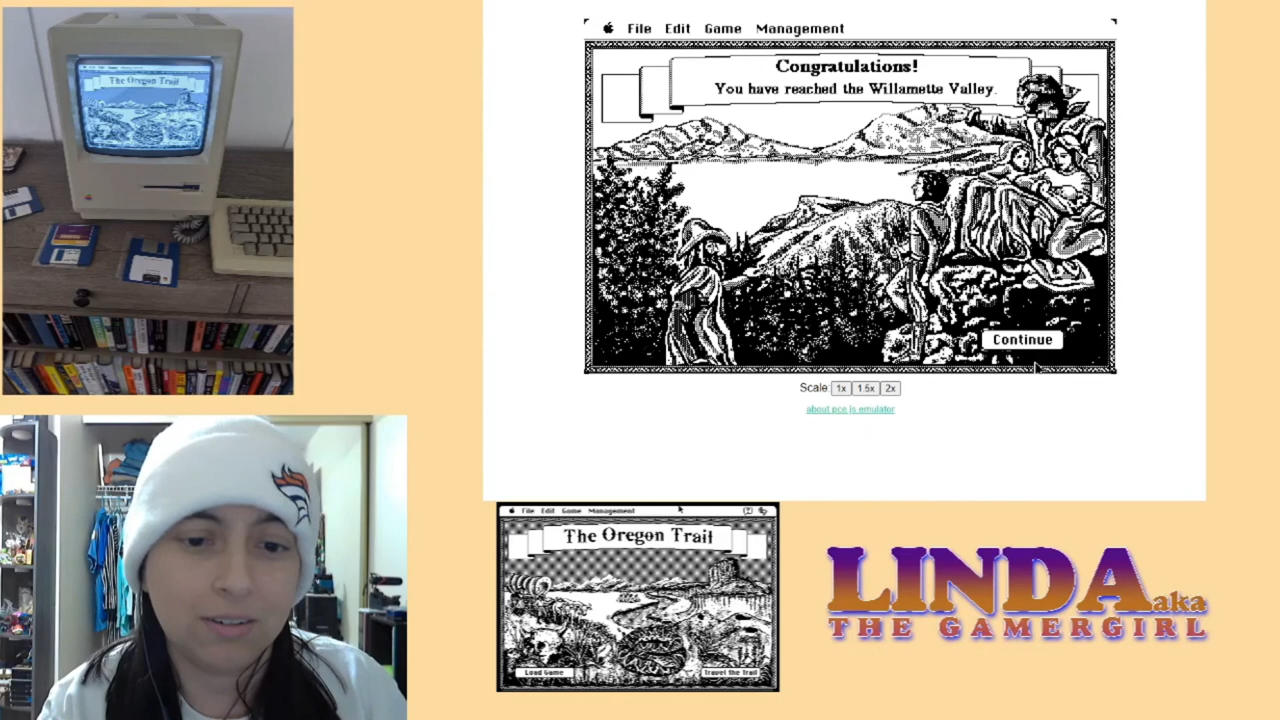 The Oregon Trail
File Edit Game Management
Congratulations!
You have reached the Willamette Valley.
Continue
Scale 1x 1.5x 2x
about pce.js emulator
File Edit Game Management
The Oregon Trail
Load Game
Travel the Trail
LINDA aka
THE GAMERGIRL